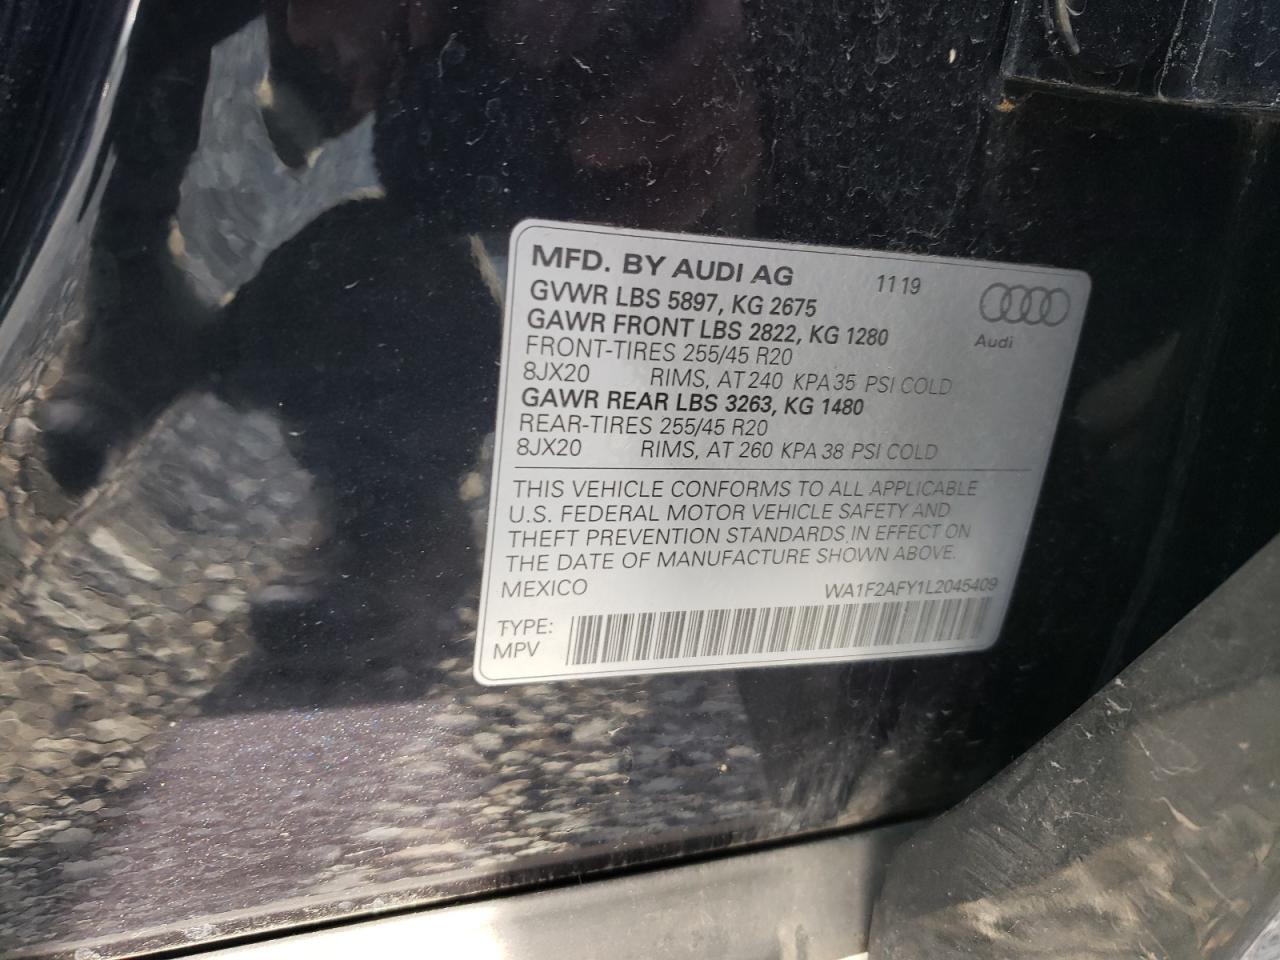 MFD. BY AUDI AG 1119
GVWR LBS 5897, KG 2675
GAWR FRONT LBS 2822, KG 1280
Audi
FRONT-TIRES 255/45 R20
8JX20 RIMS, AT 240 KPA 35 PSI COLD
GAWR REAR LBS 3263, KG 1480
REAR-TIRES 255/45 R20
8JX20 RIMS, AT 260 KPA 38 PSI COLD
THIS VEHICLE CONFORMS TO ALL APPLICABLE
U.S. FEDERAL MOTOR VEHICLE SAFETY AND
THEFT PREVENTION STANDARDS IN EFFECT ON
THE DATE OF MANUFACTURE SHOWN ABOVE.
MEXICO WA1F2AFY1L2045409
TYPE:
MPV